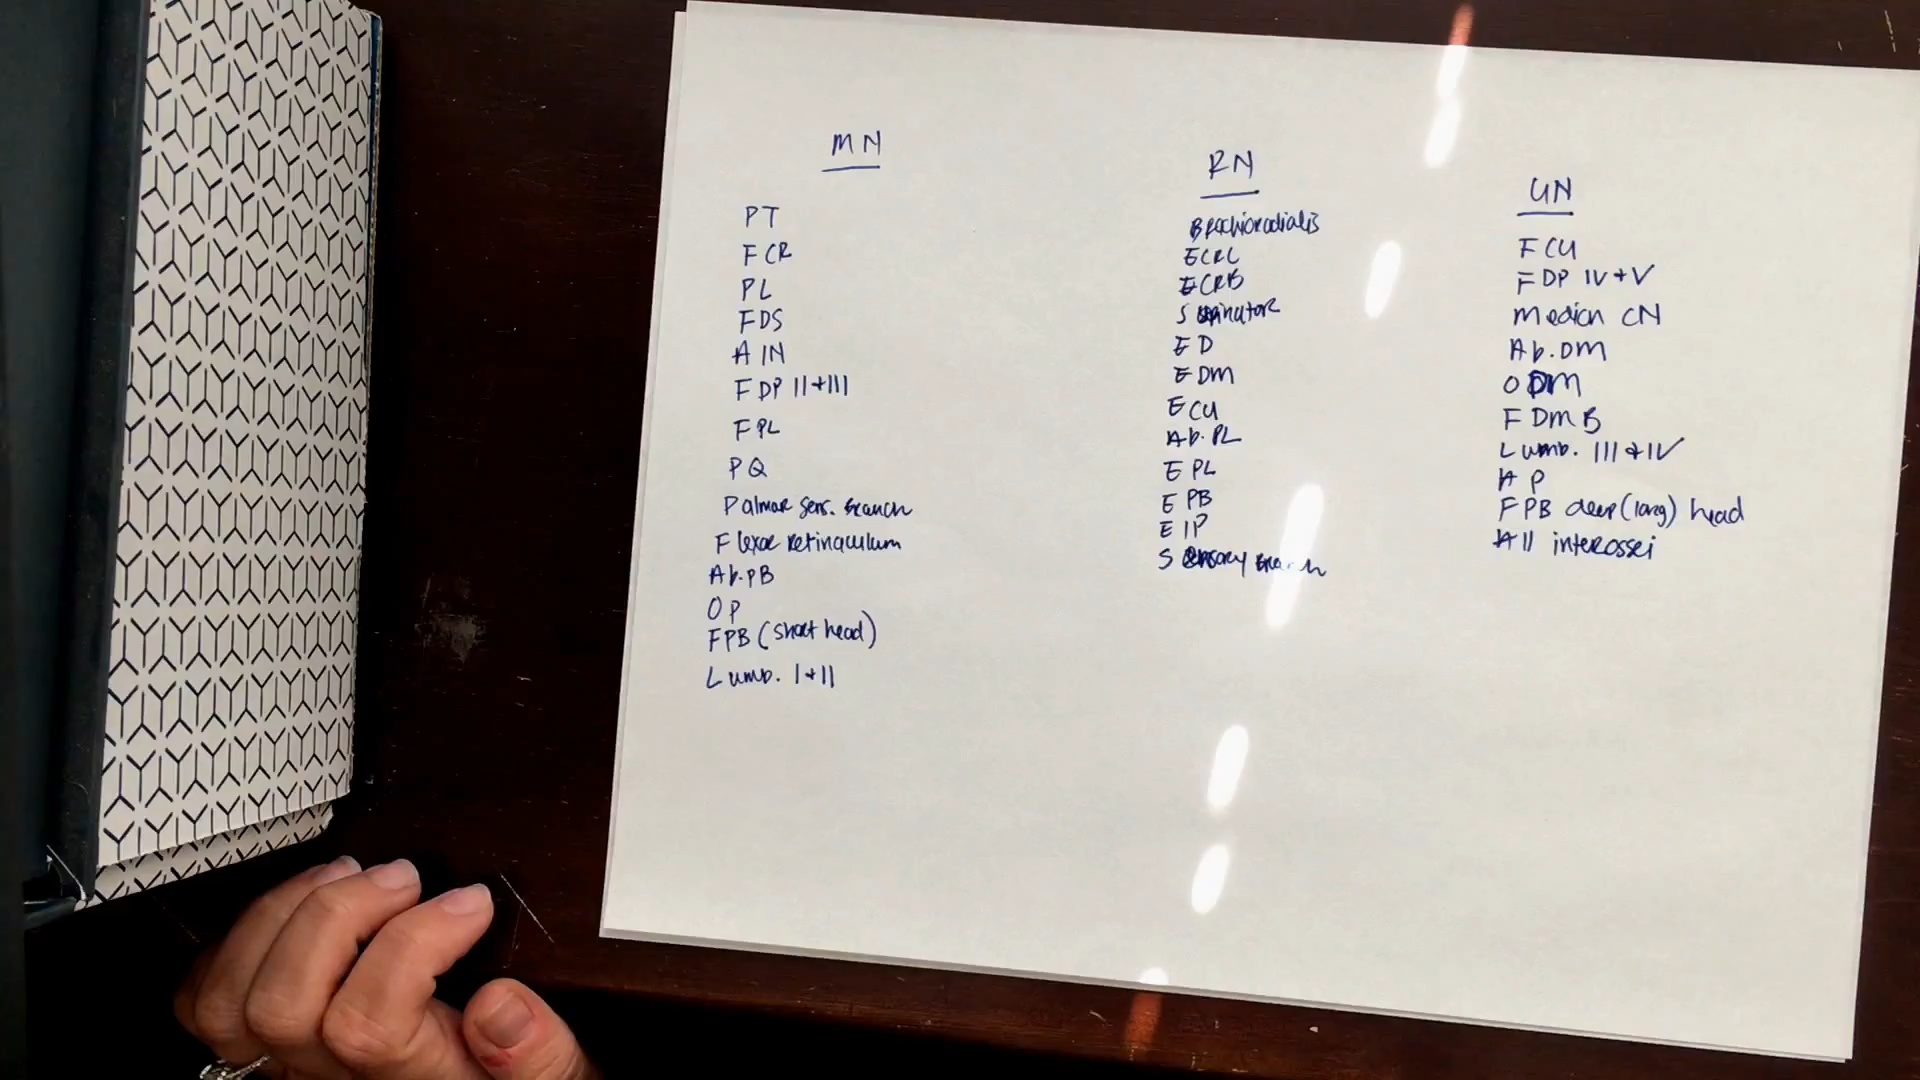 MN
PT
FCR
PL
FDS
AIN
FDP II+III
FPL
PQ
Palmar sens. branch
Flexor retinaculum
Ab.PB
OP
FPB (short head)
Lumb. I+II
RN
Brachioradialis
ECRL
ECRB
Supinator
ED
EDM
ECU
Ab.PL
EPL
EPB
EIP
Sensory branch
UN
FCU
FDP IV+V
Median CN
Ab.DM
ODM
FDMB
Lumb. III+IV
AP
FPB deep (long) head
All interossei